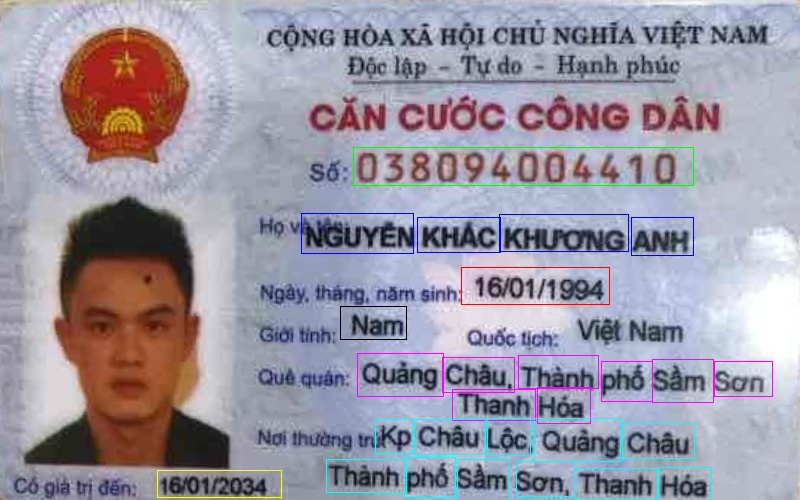 CỘNG HÒA XÃ HỘI CHỦ NGHĨA VIỆT NAM
Độc lập – Tự do – Hạnh phúc
CĂN CƯỚC CÔNG DÂN
Số: 038094004410
Họ và tên: NGUYỄN KHẮC KHƯƠNG ANH
Ngày, tháng, năm sinh: 16/01/1994
Giới tính: Nam Quốc tịch: Việt Nam
Quê quán: Quảng Châu, Thành phố Sầm Sơn
Thanh Hóa
Nơi thường trú: Kp Châu Lộc, Quảng Châu
Thành phố Sầm Sơn, Thanh Hóa
Có giá trị đến: 16/01/2034